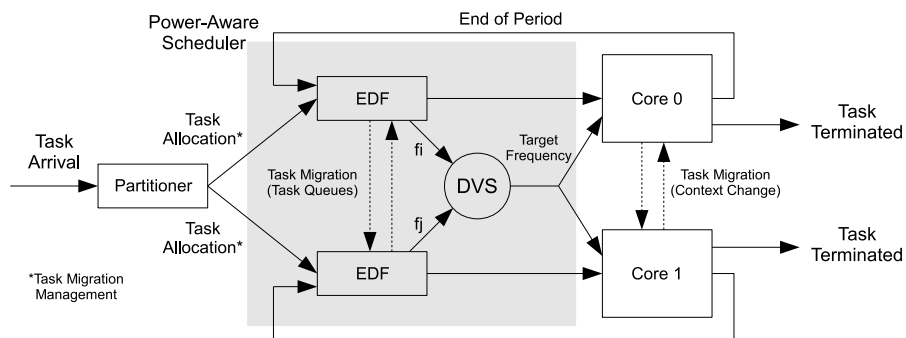 Power-Aware
Scheduler
End of Period
EDF
Core 0
Task
Allocation*
Task
Terminated
Task
Arrival
fi
Target
Frequency
Partitioner
Task Migration
(Task Queues)
DVS
Task Migration
(Context Change)
Task
Allocation*
fj
EDF
Core 1
Task
Terminated
*Task Migration
Management